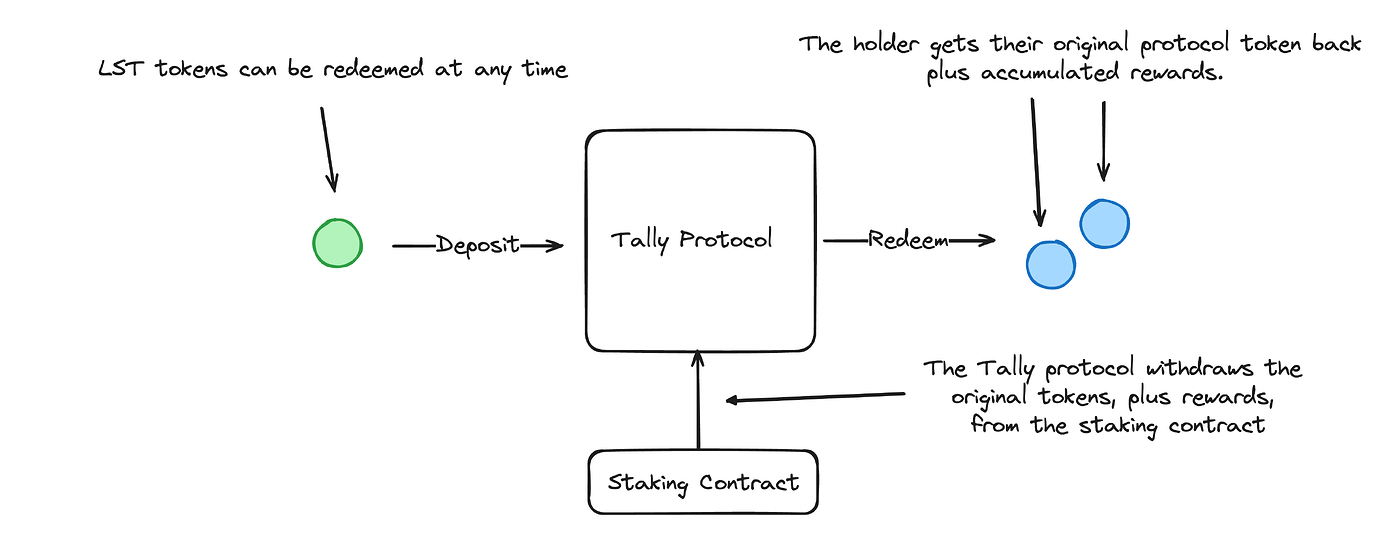 The holder gets their original protocol token back
plus accumulated rewards.
LST tokens can be redeemed at any time
Deposit
Tally Protocol
Redeem
The Tally protocol withdraws the
original tokens, plus rewards,
from the staking contract
Staking Contract